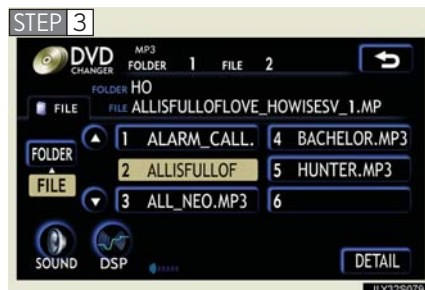 STEP 3
DVD CHANGER MP3 FOLDER 1 FILE 2
FOLDER HO
FILE FILE ALLISFULLOFLOVE_HOWISESV_1.MP
1 ALARM_CALL. 4 BACHELOR.MP3
FOLDER
2 ALLISFULLOF 5 HUNTER.MP3
FILE
3 ALL_NEO.MP3 6
SOUND DSP DETAIL